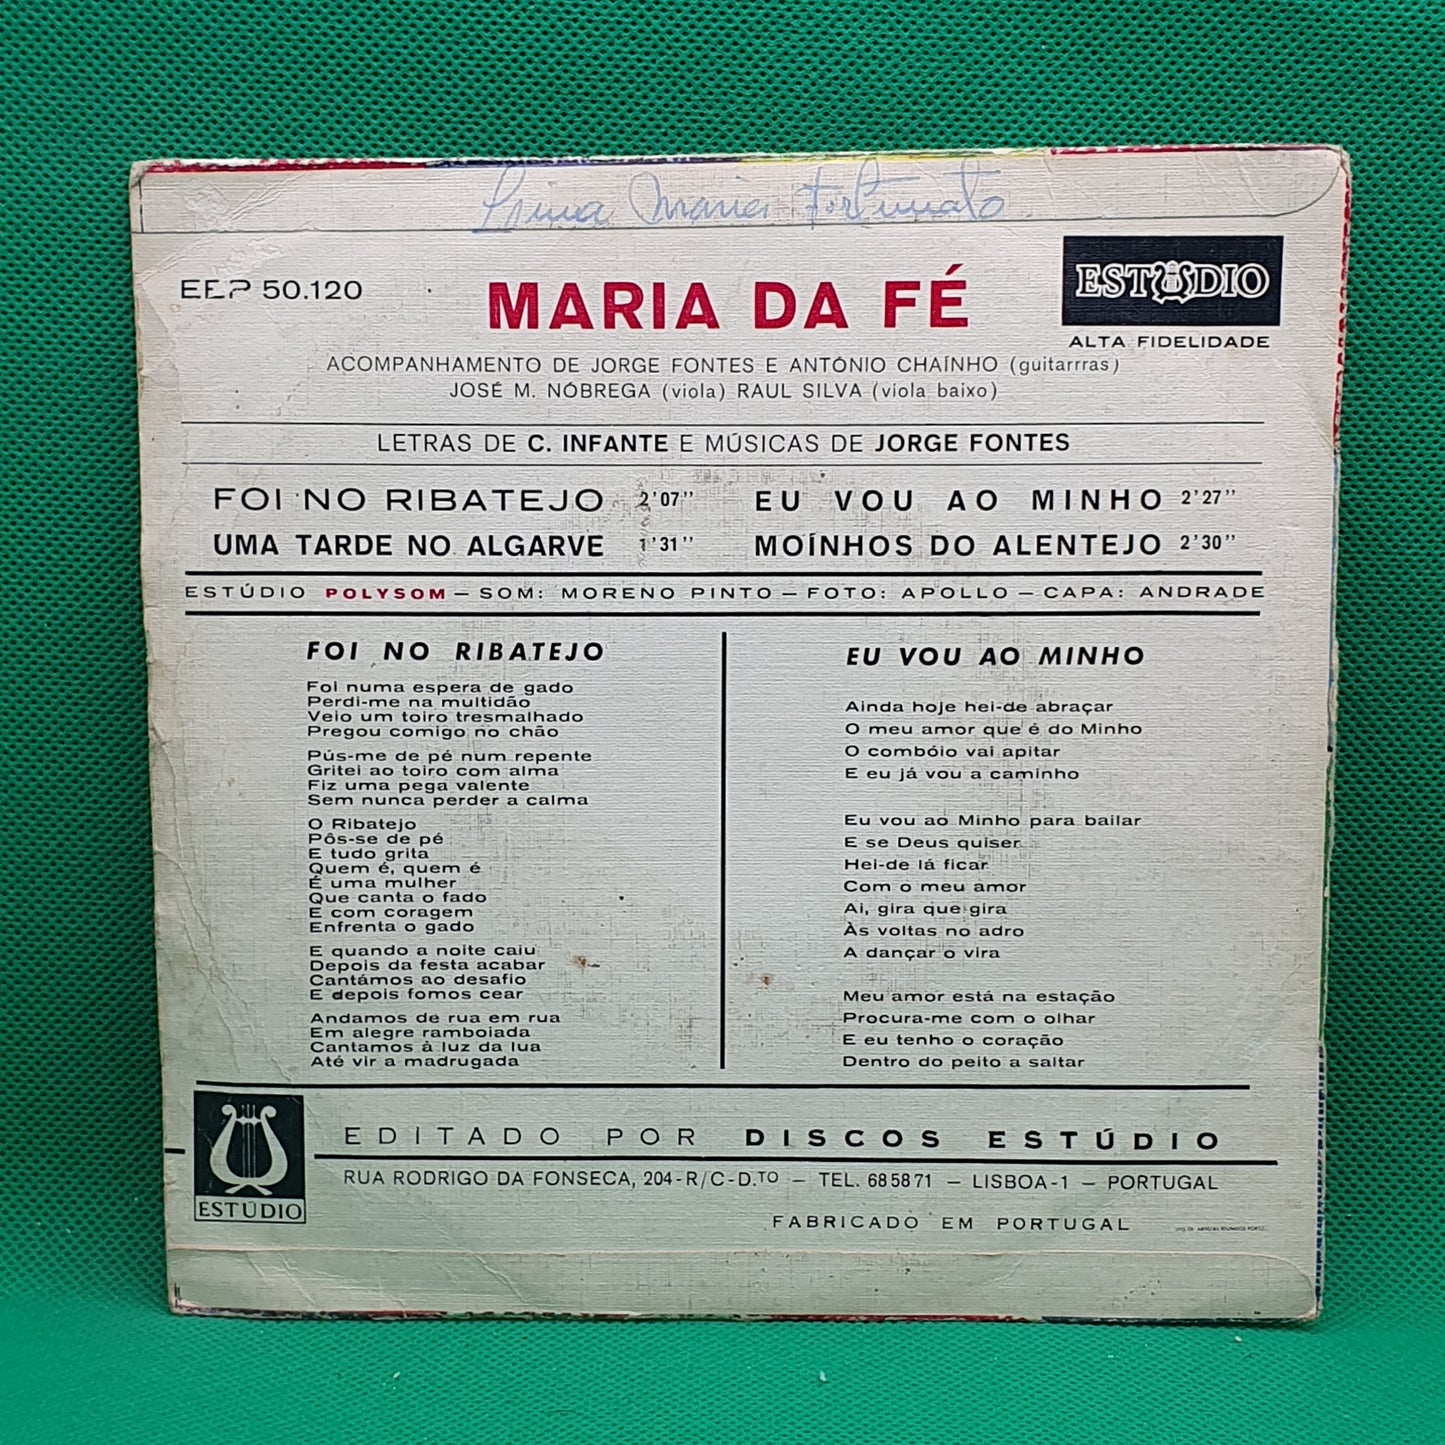 Maria Fortunato
EEP 50.120
MARIA DA FÉ
ESTÚDIO
ALTA FIDELIDADE
ACOMPANHAMENTO DE JORGE FONTES E ANTÓNIO CHAÍNHO (guitarrras)
JOSÉ M. NÓBREGA (viola) RAUL SILVA (viola baixo)
LETRAS DE C. INFANTE E MÚSICAS DE JORGE FONTES
FOI NO RIBATEJO 2'07''
UMA TARDE NO ALGARVE 1'31''
EU VOU AO MINHO 2'27''
MOÍNHOS DO ALENTEJO 2'30''
ESTÚDIO POLYSOM — SOM: MORENO PINTO — FOTO: APOLLO — CAPA: ANDRADE
FOI NO RIBATEJO
Foi numa espera de gado
Perdi-me na multidão
Veio um toiro tresmalhado
Pregou comigo no chão
Pús-me de pé num repente
Gritei ao toiro com alma
Fiz uma pega valente
Sem nunca perder a calma
O Ribatejo
Pôs-se de pé
E tudo grita
Quem é, quem é
É uma mulher
Que canta o fado
E com coragem
Enfrenta o gado
E quando a noite caiu
Depois da festa acabar
Cantámos ao desafio
E depois fomos cear
Andamos de rua em rua
Em alegre ramboiada
Cantamos à luz da lua
Até vir a madrugada
EU VOU AO MINHO
Ainda hoje hei-de abraçar
O meu amor que é do Minho
O combóio vai apitar
E eu já vou a caminho
Eu vou ao Minho para bailar
E se Deus quiser
Hei-de lá ficar
Com o meu amor
Ai, gira que gira
Às voltas no adro
A dançar o vira
Meu amor está na estação
Procura-me com o olhar
E eu tenho o coração
Dentro do peito a saltar
ESTÚDIO
EDITADO POR DISCOS ESTÚDIO
RUA RODRIGO DA FONSECA, 204-R/C-D.TO — TEL. 68 58 71 — LISBOA-1 — PORTUGAL
FABRICADO EM PORTUGAL